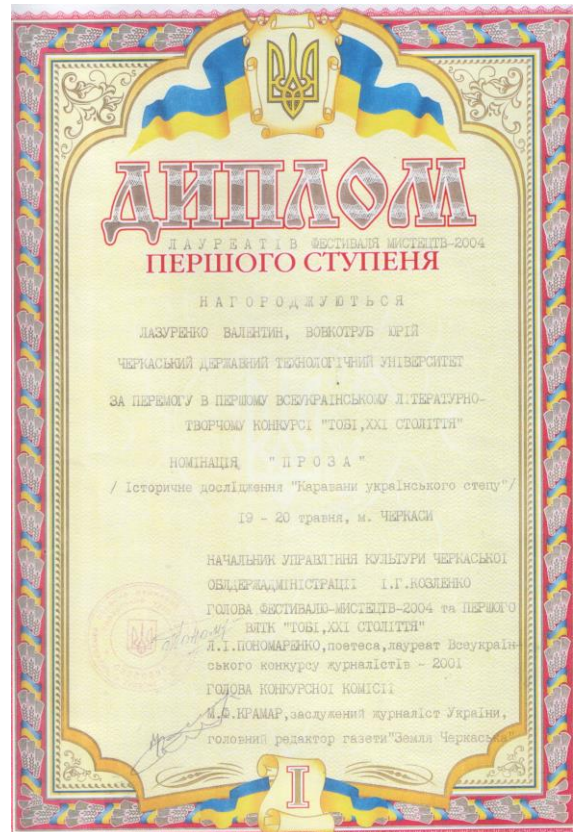 ДИПЛОМ
ЛАУРЕАТІВ ФЕСТИВАЛЯ МИСТЕЦТВ-2004
ПЕРШОГО СТУПЕНЯ
НАГОРОДЖУЮТЬСЯ
ЛАЗУРЕНКО ВАЛЕНТИН, ВОВКОТРУБ ЮРІЙ
ЧЕРКАСЬКИЙ ДЕРЖАВНИЙ ТЕХНОЛОГІЧНИЙ УНІВЕРСИТЕТ
ЗА ПЕРЕМОГУ В ПЕРШОМУ ВСЕУКРАЇНСЬКОМУ ЛІТЕРАТУРНО-
ТВОРЧОМУ КОНКУРСІ "ТОБІ,XXI СТОЛІТТЯ"
НОМІНАЦІЯ "ПРОЗА"
/ Історичне дослідження "Каравани українського степу"/
19 - 20 травня, м. ЧЕРКАСИ
НАЧАЛЬНИК УПРАВЛІННЯ КУЛЬТУРИ ЧЕРКАСЬКОЇ
ОБЛДЕРЖАДМІНІСТРАЦІЇ І.Г.КОЗЛЕНКО
ГОЛОВА ФЕСТИВАЛЮ-МИСТЕЦТВ-2004 та ПЕРШОГО
ВЛТК "ТОБІ,XXI СТОЛІТТЯ"
Л.І.ПОНОМАРЕНКО,поетеса,лауреат Всеукраїн-
ського конкурсу журналістів - 2001
ГОЛОВА КОНКУРСНОЇ КОМІСІЇ
М.Ф.КРАМАР,заслужений журналіст України,
головний редактор газети"Земля Черкаська"
I